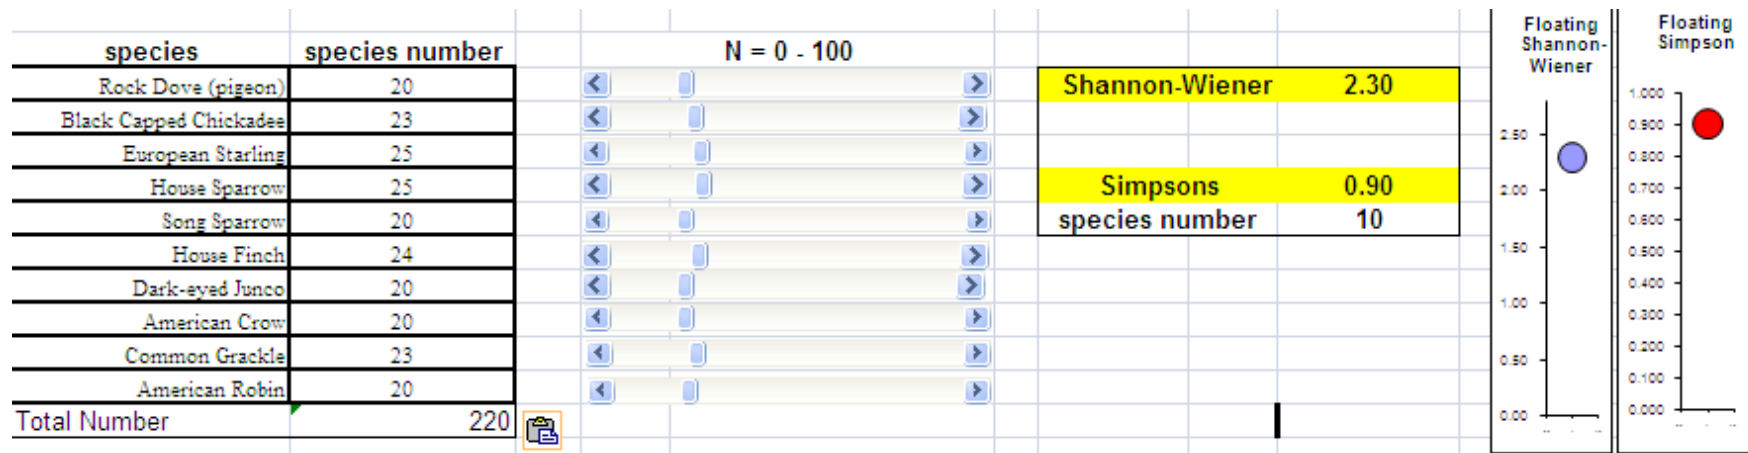 species species number N = 0 - 100
Rock Dove (pigeon) 20 Shannon-Wiener 2.30
Black Capped Chickadee 23
European Starling 25
House Sparrow 25 Simpsons 0.90
Song Sparrow 20 species number 10
House Finch 24
Dark-eyed Junco 20
American Crow 20
Common Grackle 23
American Robin 20
Total Number 220
Floating
Shannon-
Wiener
2.50
2.00
1.50
1.00
0.50
0.00
Floating
Simpson
1.000
0.900
0.800
0.700
0.600
0.500
0.400
0.300
0.200
0.100
0.000